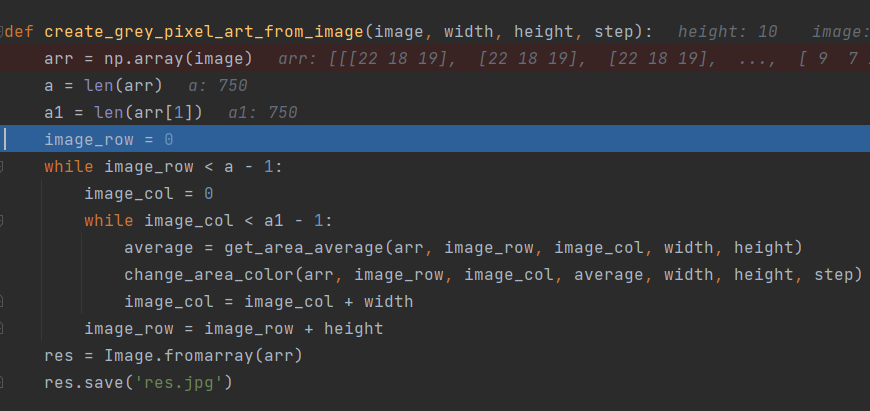 def create_grey_pixel_art_from_image(image, width, height, step):   height: 10    image:
    arr = np.array(image)   arr: [[[22 18 19],  [22 18 19],  [22 18 19],  ...,  [ 9  7
    a = len(arr)   a: 750
    a1 = len(arr[1])   a1: 750
    image_row = 0
    while image_row < a - 1:
        image_col = 0
        while image_col < a1 - 1:
            average = get_area_average(arr, image_row, image_col, width, height)
            change_area_color(arr, image_row, image_col, average, width, height, step)
            image_col = image_col + width
        image_row = image_row + height
    res = Image.fromarray(arr)
    res.save('res.jpg')